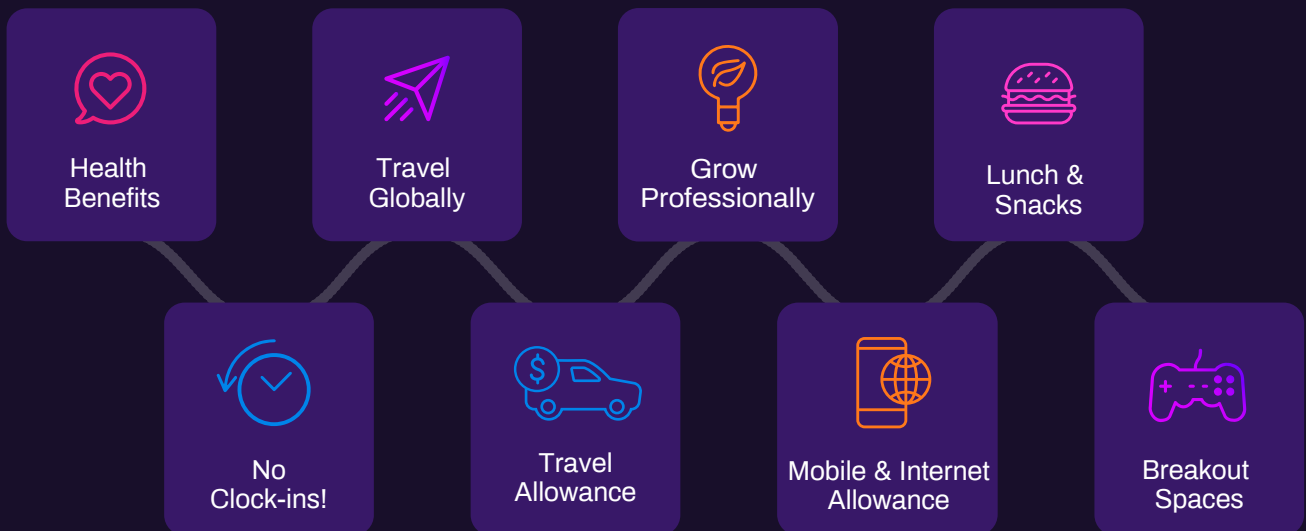 Health
Benefits
Travel
Globally
Grow
Professionally
Lunch &
Snacks
No
Clock-ins!
Travel
Allowance
Mobile & Internet
Allowance
Breakout
Spaces